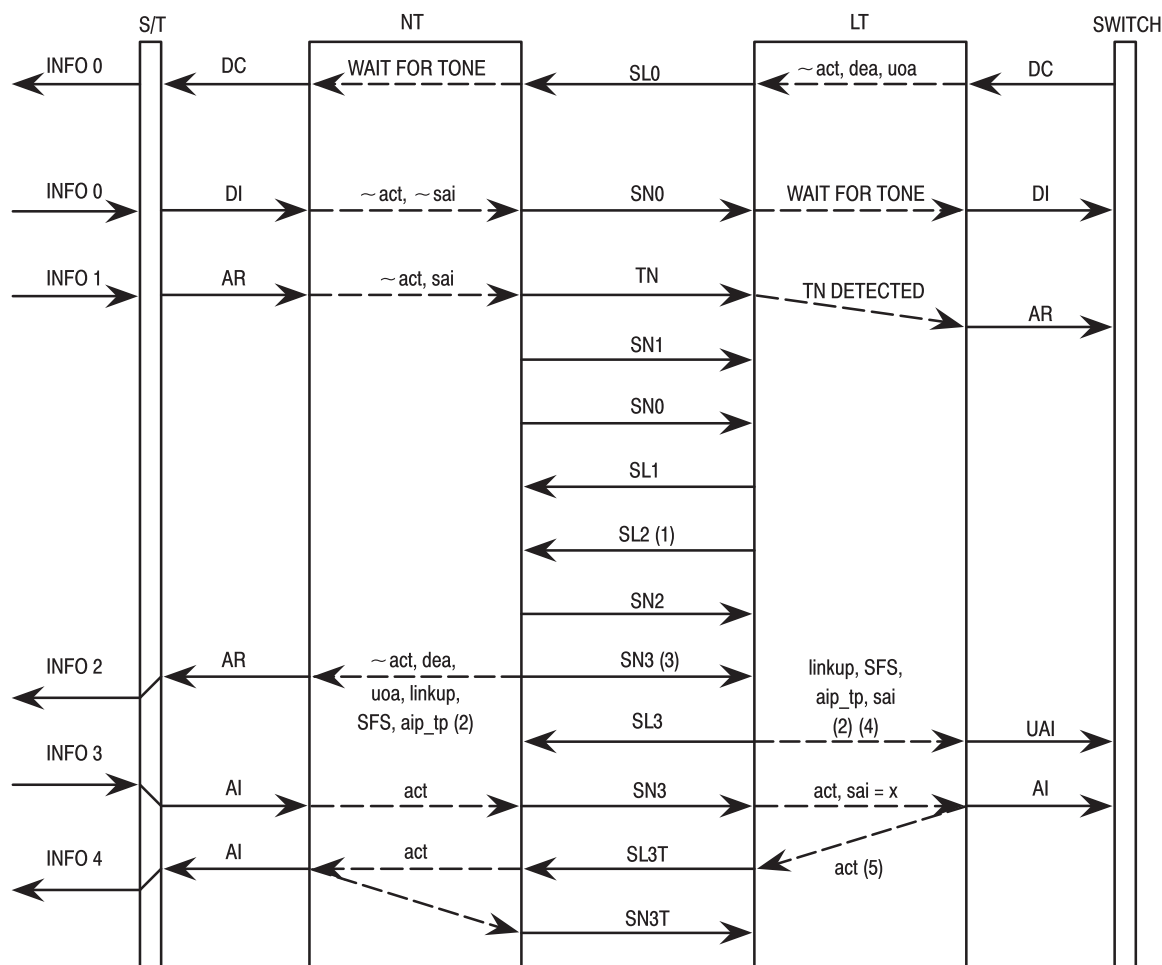 S/T
NT
LT
SWITCH
INFO 0
DC
WAIT FOR TONE
SL0
~act, dea, uoa
DC
INFO 0
DI
~act, ~sai
SN0
WAIT FOR TONE
DI
INFO 1
AR
~act, sai
TN
TN DETECTED
AR
SN1
SN0
SL1
SL2 (1)
SN2
INFO 2
AR
~act, dea,
uoa, linkup,
SFS, aip_tp (2)
SN3 (3)
linkup, SFS,
aip_tp, sai
(2) (4)
SL3
UAI
INFO 3
AI
act
SN3
act, sai = x
AI
INFO 4
AI
act
SL3T
act (5)
SN3T